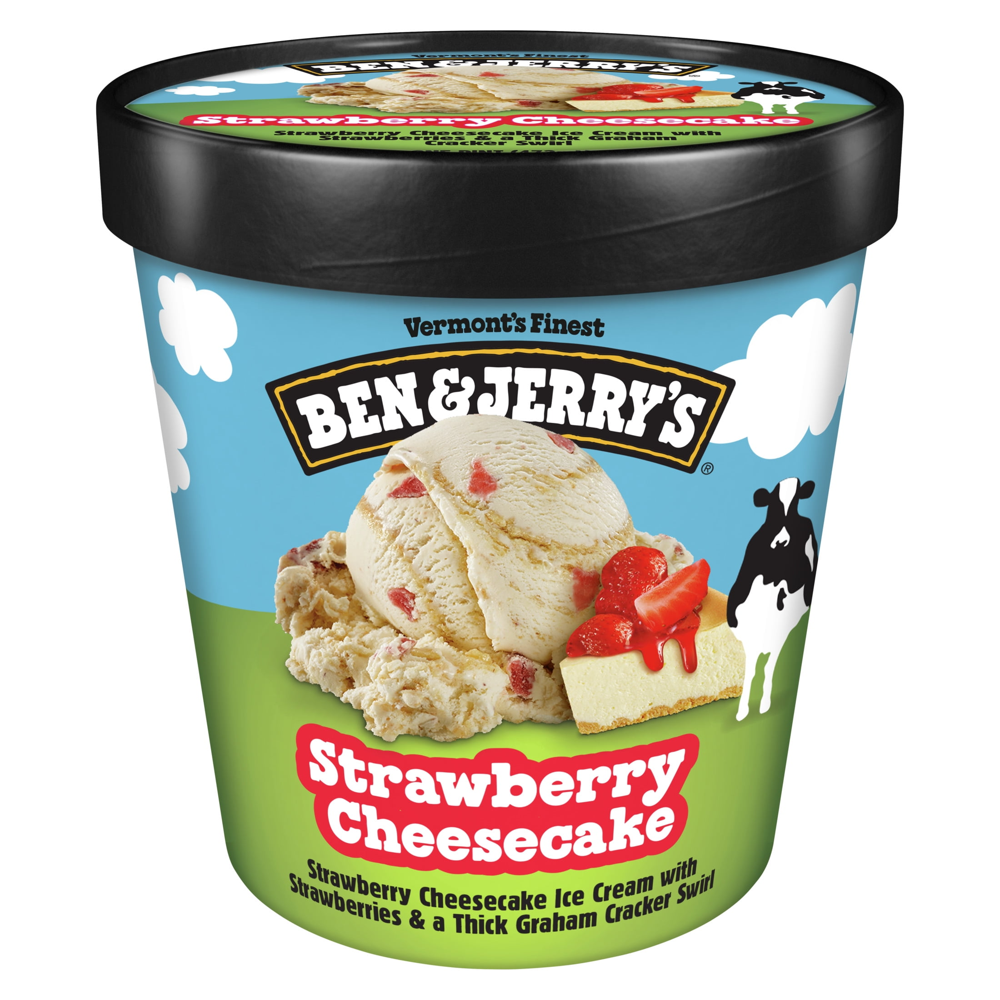 Vermont's Finest
BEN & JERRY'S
®
Strawberry Cheesecake
Strawberry Cheesecake Ice Cream with
Strawberries & a Thick Graham
Cracker Swirl
Vermont's Finest
BEN & JERRY'S
®
Strawberry
Cheesecake
Strawberry Cheesecake Ice Cream with
Strawberries & a Thick Graham Cracker Swirl